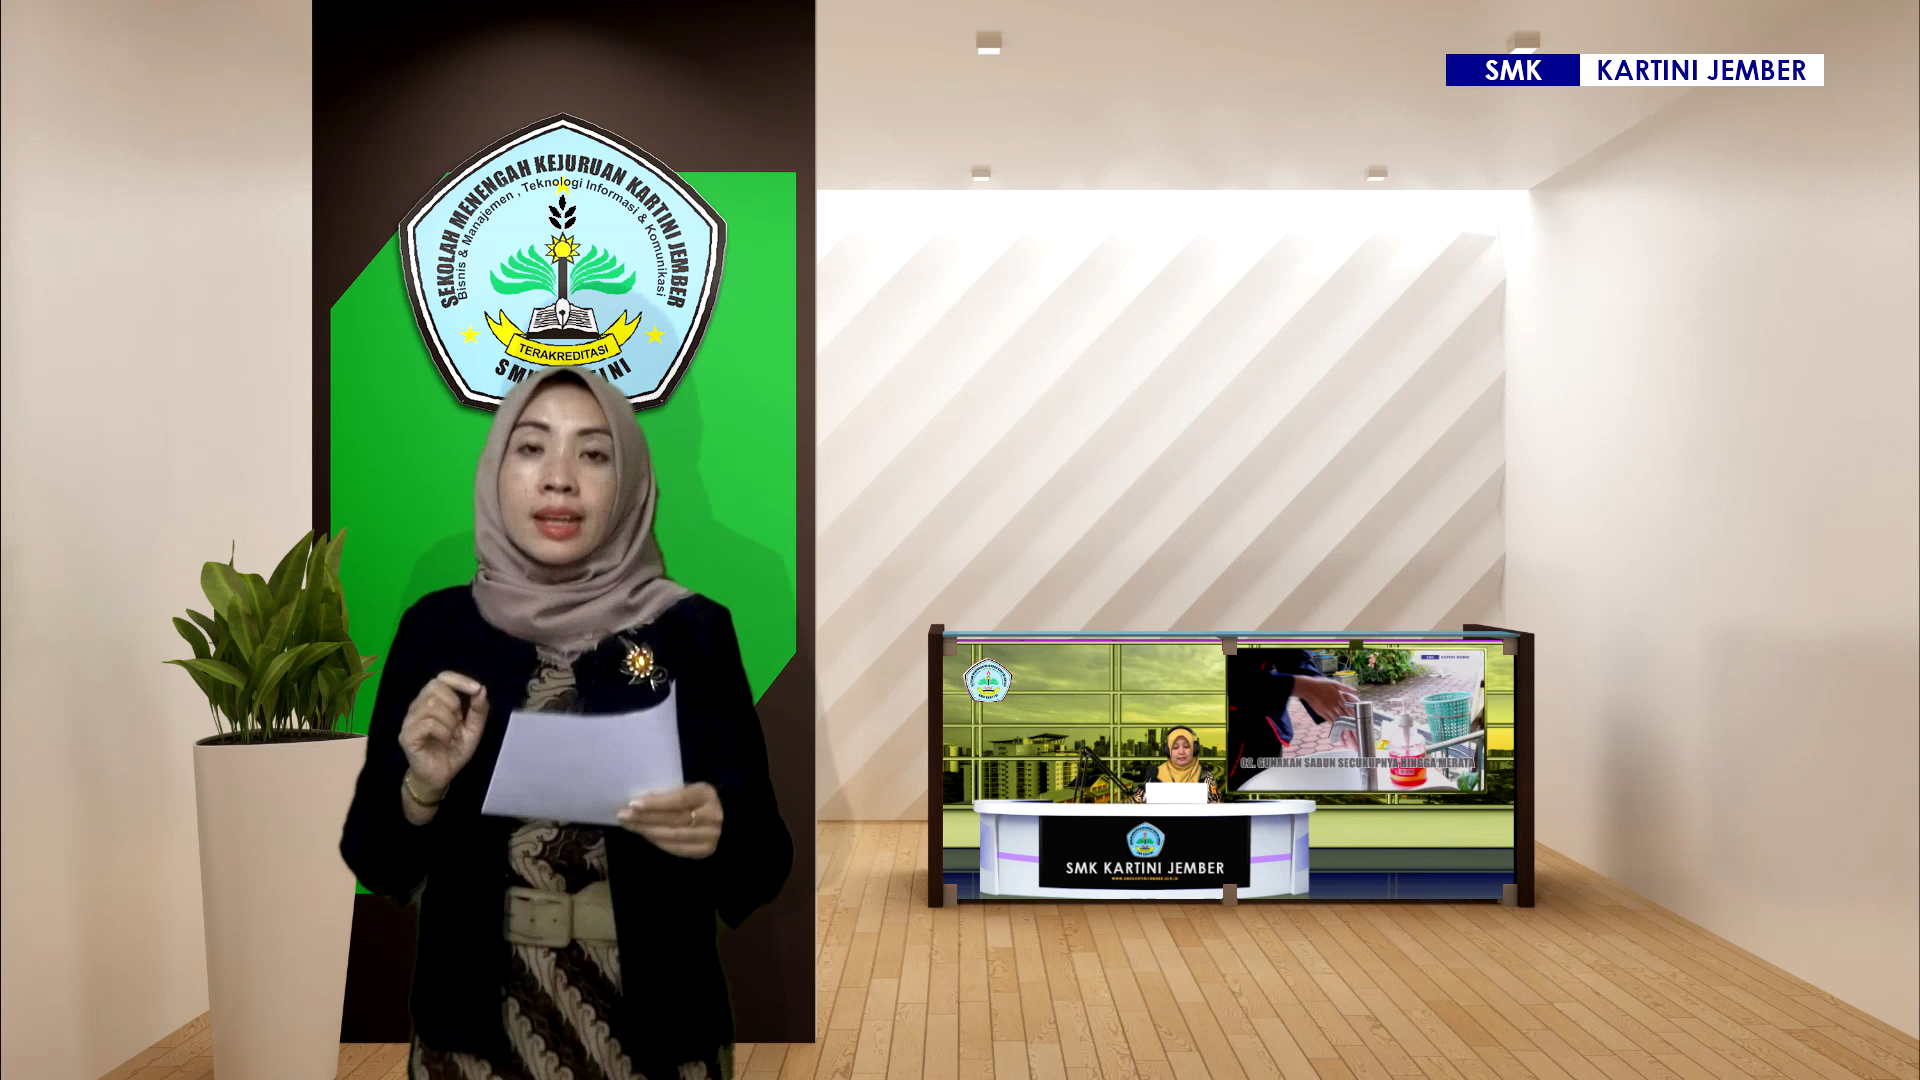 SMK KARTINI JEMBER
SEKOLAH MENENGAH KEJURUAN KARTINI JEMBER
Bisnis & Manajemen , Teknologi Informasi & Komunikasi
TERAKREDITASI
02. GUNAKAN SABUN SECUKUPNYA HINGGA MERATA
SMK KARTINI JEMBER